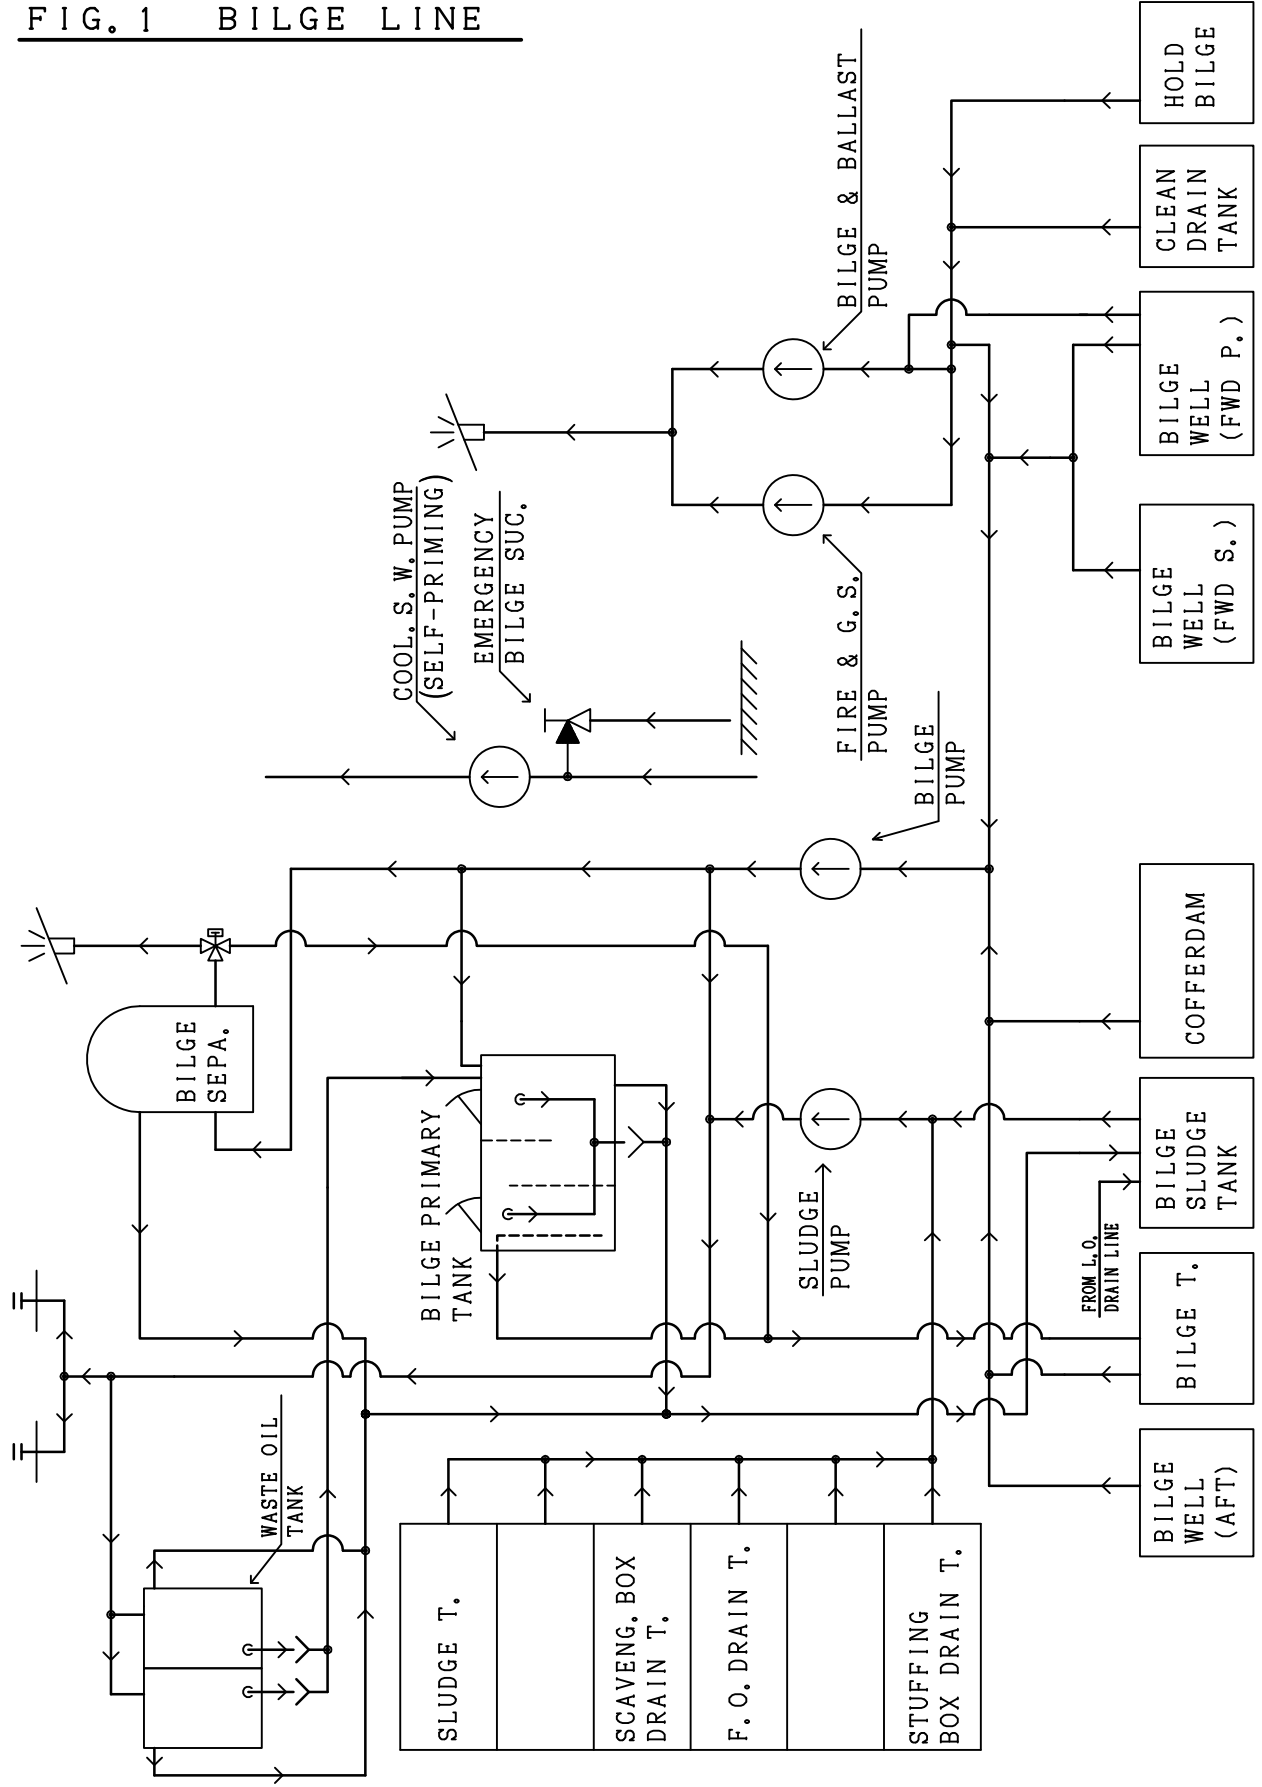 FIG. 1 BILGE LINE
HOLD
BILGE
CLEAN
DRAIN
TANK
BILGE
WELL
(FWD P.)
BILGE
WELL
(FWD S.)
BILGE & BALLAST
PUMP
COOL. S. W. PUMP
(SELF-PRIMING)
EMERGENCY
BILGE SUC.
FIRE & G. S.
PUMP
BILGE
PUMP
COFFERDAM
BILGE
SEPA.
BILGE PRIMARY
TANK
SLUDGE
PUMP
BILGE
SLUDGE
TANK
FROM L.O.
DRAIN LINE
BILGE T.
BILGE
WELL
(AFT)
WASTE OIL
TANK
SLUDGE T.
SCAVENG. BOX
DRAIN T.
F. O. DRAIN T.
STUFFING
BOX DRAIN T.